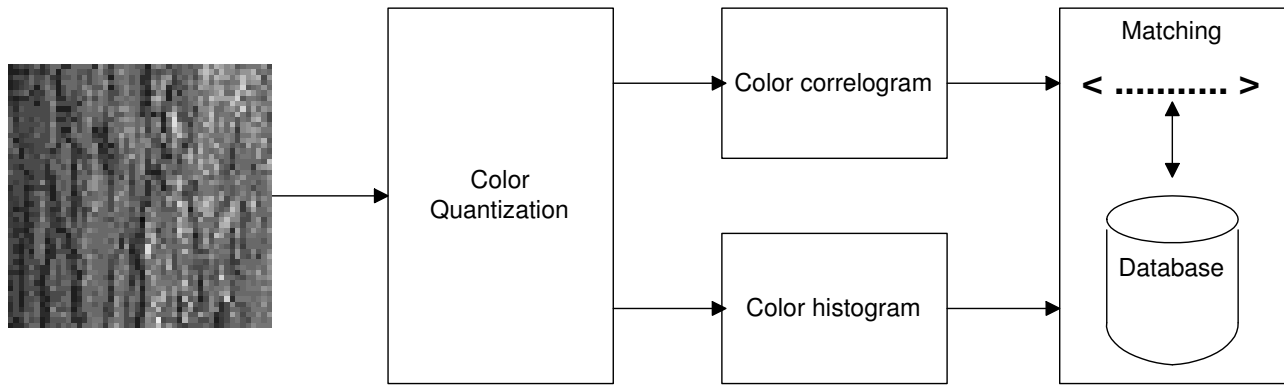 Color
Quantization
Color correlogram
Color histogram
Matching
< ........... >
Database